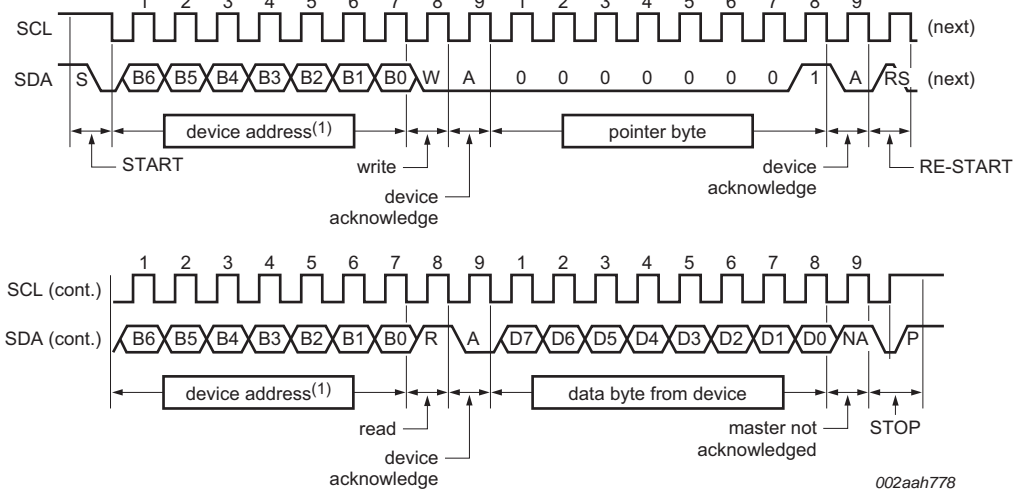 1 2 3 4 5 6 7 8 9 1 2 3 4 5 6 7 8 9
SCL (next)
SDA S B6 B5 B4 B3 B2 B1 B0 W A 0 0 0 0 0 0 0 1 A RS (next)
device address(1) pointer byte
START write device RE-START
device acknowledge
acknowledge
1 2 3 4 5 6 7 8 9 1 2 3 4 5 6 7 8 9
SCL (cont.)
SDA (cont.) B6 B5 B4 B3 B2 B1 B0 R A D7 D6 D5 D4 D3 D2 D1 D0 NA P
device address(1) data byte from device
read master not STOP
acknowledged
device
acknowledge
002aah778